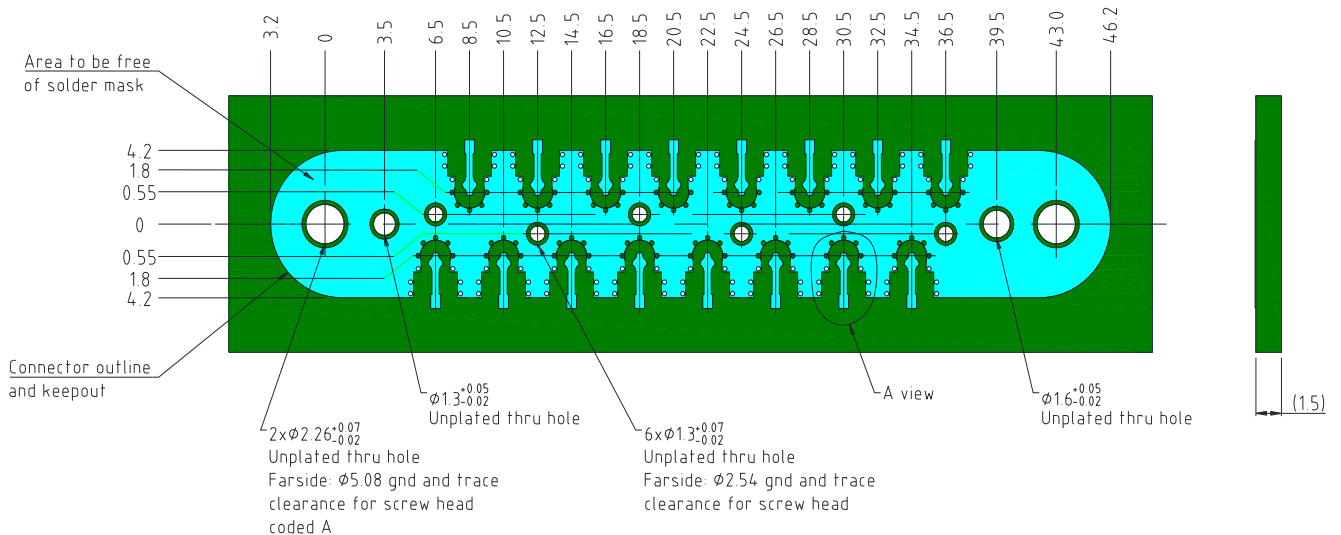 3.2
0
3.5
6.5
8.5
10.5
12.5
14.5
16.5
18.5
20.5
22.5
24.5
26.5
28.5
30.5
32.5
34.5
36.5
39.5
43.0
46.2
Area to be free
of solder mask
4.2
1.8
0.55
0
0.55
1.8
4.2
Connector outline
and keepout
Ø1.3+0.05
-0.02
Unplated thru hole
A view
Ø1.6+0.05
-0.02
Unplated thru hole
(1.5)
2xØ2.26+0.07
-0.02
Unplated thru hole
Farside: Ø5.08 gnd and trace
clearance for screw head
coded A
6xØ1.3+0.07
-0.02
Unplated thru hole
Farside: Ø2.54 gnd and trace
clearance for screw head